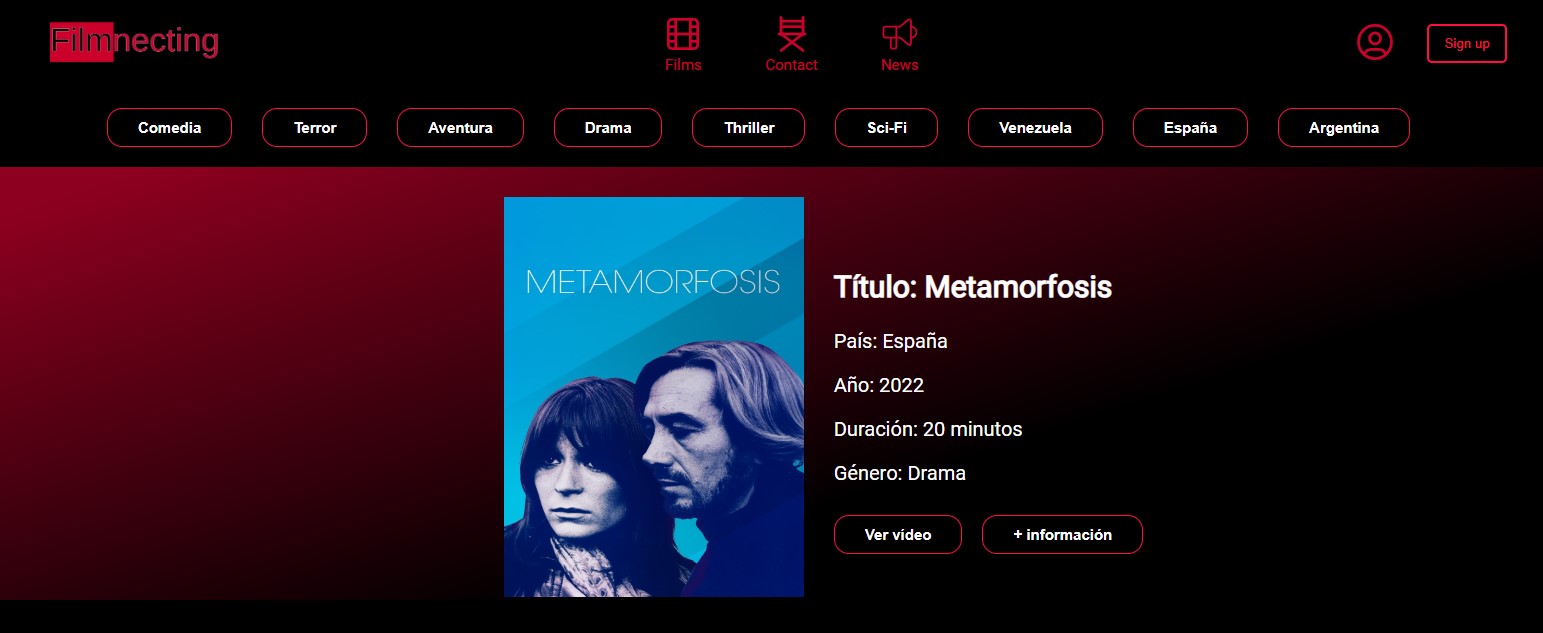 Filmnecting
Films
Contact
News
Sign up
Comedia
Terror
Aventura
Drama
Thriller
Sci-Fi
Venezuela
España
Argentina
METAMORFOSIS
Título: Metamorfosis
País: España
Año: 2022
Duración: 20 minutos
Género: Drama
Ver vídeo
+ información